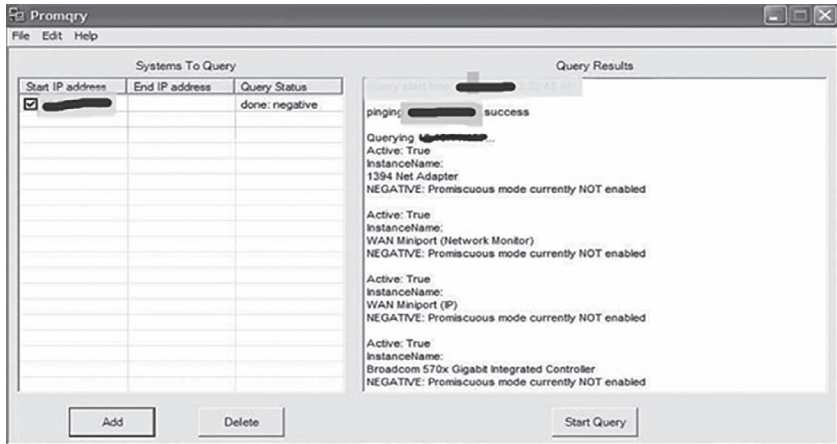 Promqry
File Edit Help
Systems To Query
Start IP address End IP address Query Status
done: negative
Query Results
Query start time:
pinging success
Querying ...
Active: True
InstanceName:
1394 Net Adapter
NEGATIVE: Promiscuous mode currently NOT enabled
Active: True
InstanceName:
WAN Miniport (Network Monitor)
NEGATIVE: Promiscuous mode currently NOT enabled
Active: True
InstanceName:
WAN Miniport (IP)
NEGATIVE: Promiscuous mode currently NOT enabled
Active: True
InstanceName:
Broadcom 570x Gigabit Integrated Controller
NEGATIVE: Promiscuous mode currently NOT enabled
Add Delete Start Query